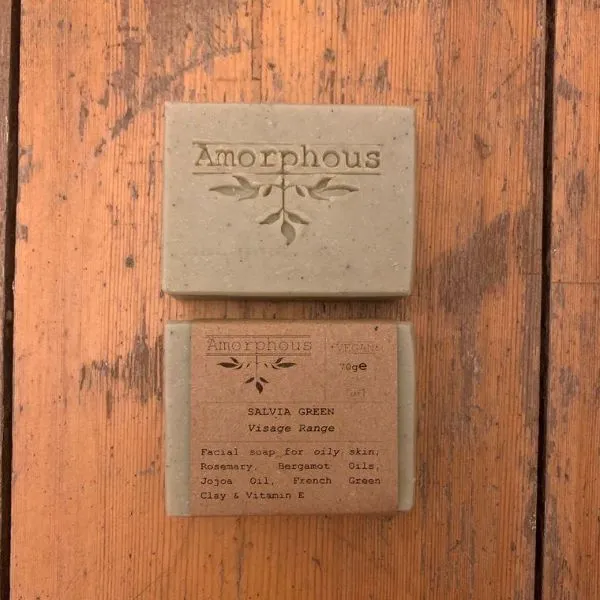 Amorphous
Amorphous
VEGAN
70g℮
SALVIA GREEN
Visage Range
Facial soap for oily skin,
Rosemary, Bergamot Oils,
Jojoa Oil, French Green
Clay & Vitamin E